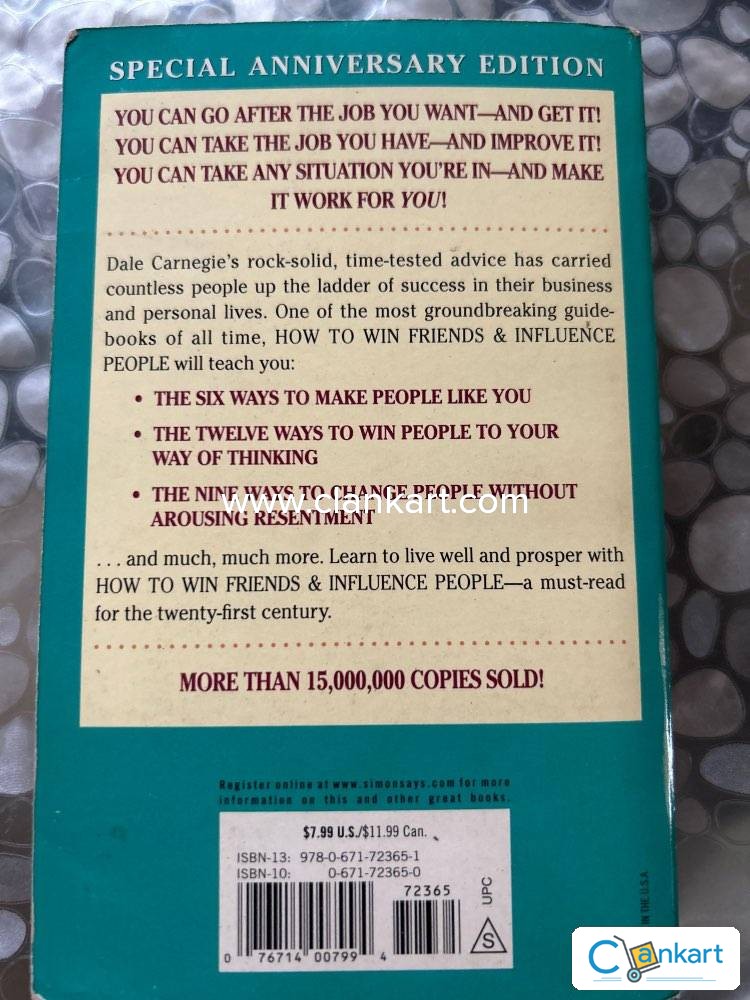 SPECIAL ANNIVERSARY EDITION
YOU CAN GO AFTER THE JOB YOU WANT—AND GET IT!
YOU CAN TAKE THE JOB YOU HAVE—AND IMPROVE IT!
YOU CAN TAKE ANY SITUATION YOU'RE IN—AND MAKE
IT WORK FOR YOU!
Dale Carnegie's rock-solid, time-tested advice has carried
countless people up the ladder of success in their business
and personal lives. One of the most groundbreaking guide-
books of all time, HOW TO WIN FRIENDS & INFLUENCE
PEOPLE will teach you:
• THE SIX WAYS TO MAKE PEOPLE LIKE YOU
• THE TWELVE WAYS TO WIN PEOPLE TO YOUR
WAY OF THINKING
• THE NINE WAYS TO CHANGE PEOPLE WITHOUT
www.clankart.com
AROUSING RESENTMENT
. . . and much, much more. Learn to live well and prosper with
HOW TO WIN FRIENDS & INFLUENCE PEOPLE—a must-read
for the twenty-first century.
MORE THAN 15,000,000 COPIES SOLD!
Register online at www.simonsays.com for more
information on this and other great books.
$7.99 U.S./$11.99 Can.
ISBN-13: 978-0-671-72365-1
ISBN-10: 0-671-72365-0
72365
UPC
S
0 76714 00799 4
IN THE U.S.A.
Clankart